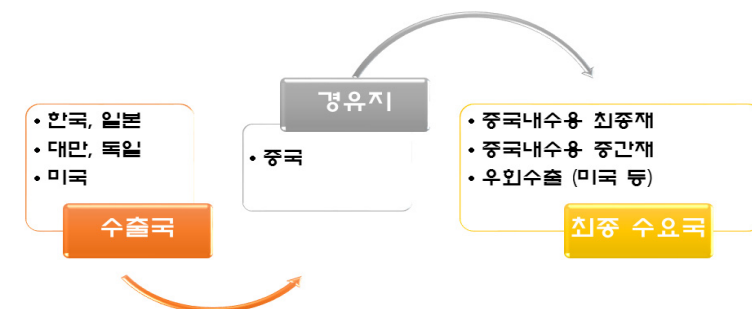 • 한국, 일본
• 대만, 독일
• 미국
수출국
경유지
• 중국
• 중국내수용 최종재
• 중국내수용 중간재
• 우회수출 (미국 등)
최종 수요국